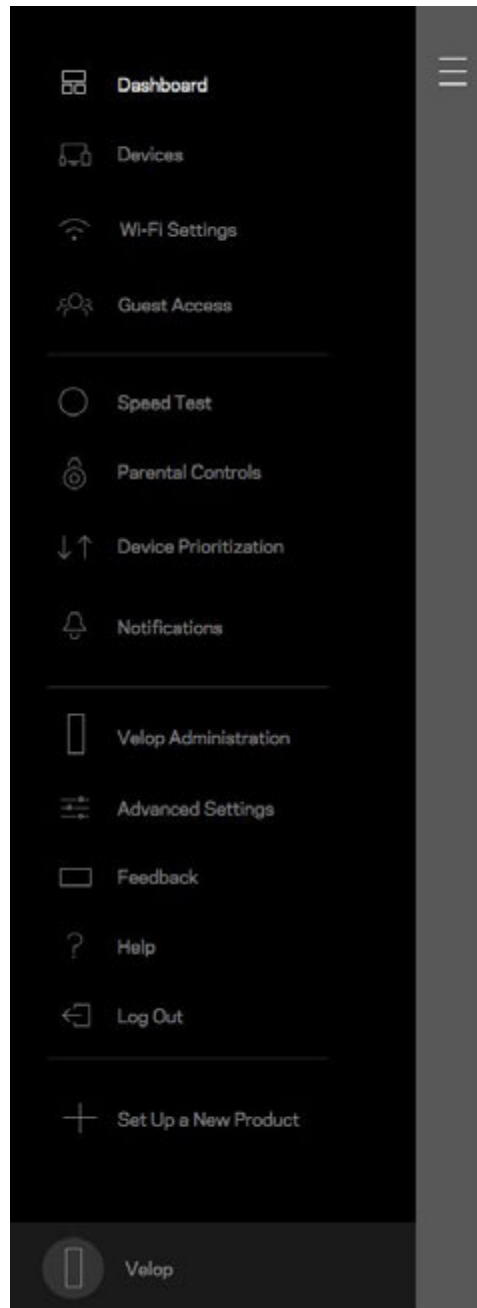 Dashboard
Devices
Wi-Fi Settings
Guest Access
Speed Test
Parental Controls
Device Prioritization
Notifications
Velop Administration
Advanced Settings
Feedback
Help
Log Out
Set Up a New Product
Velop